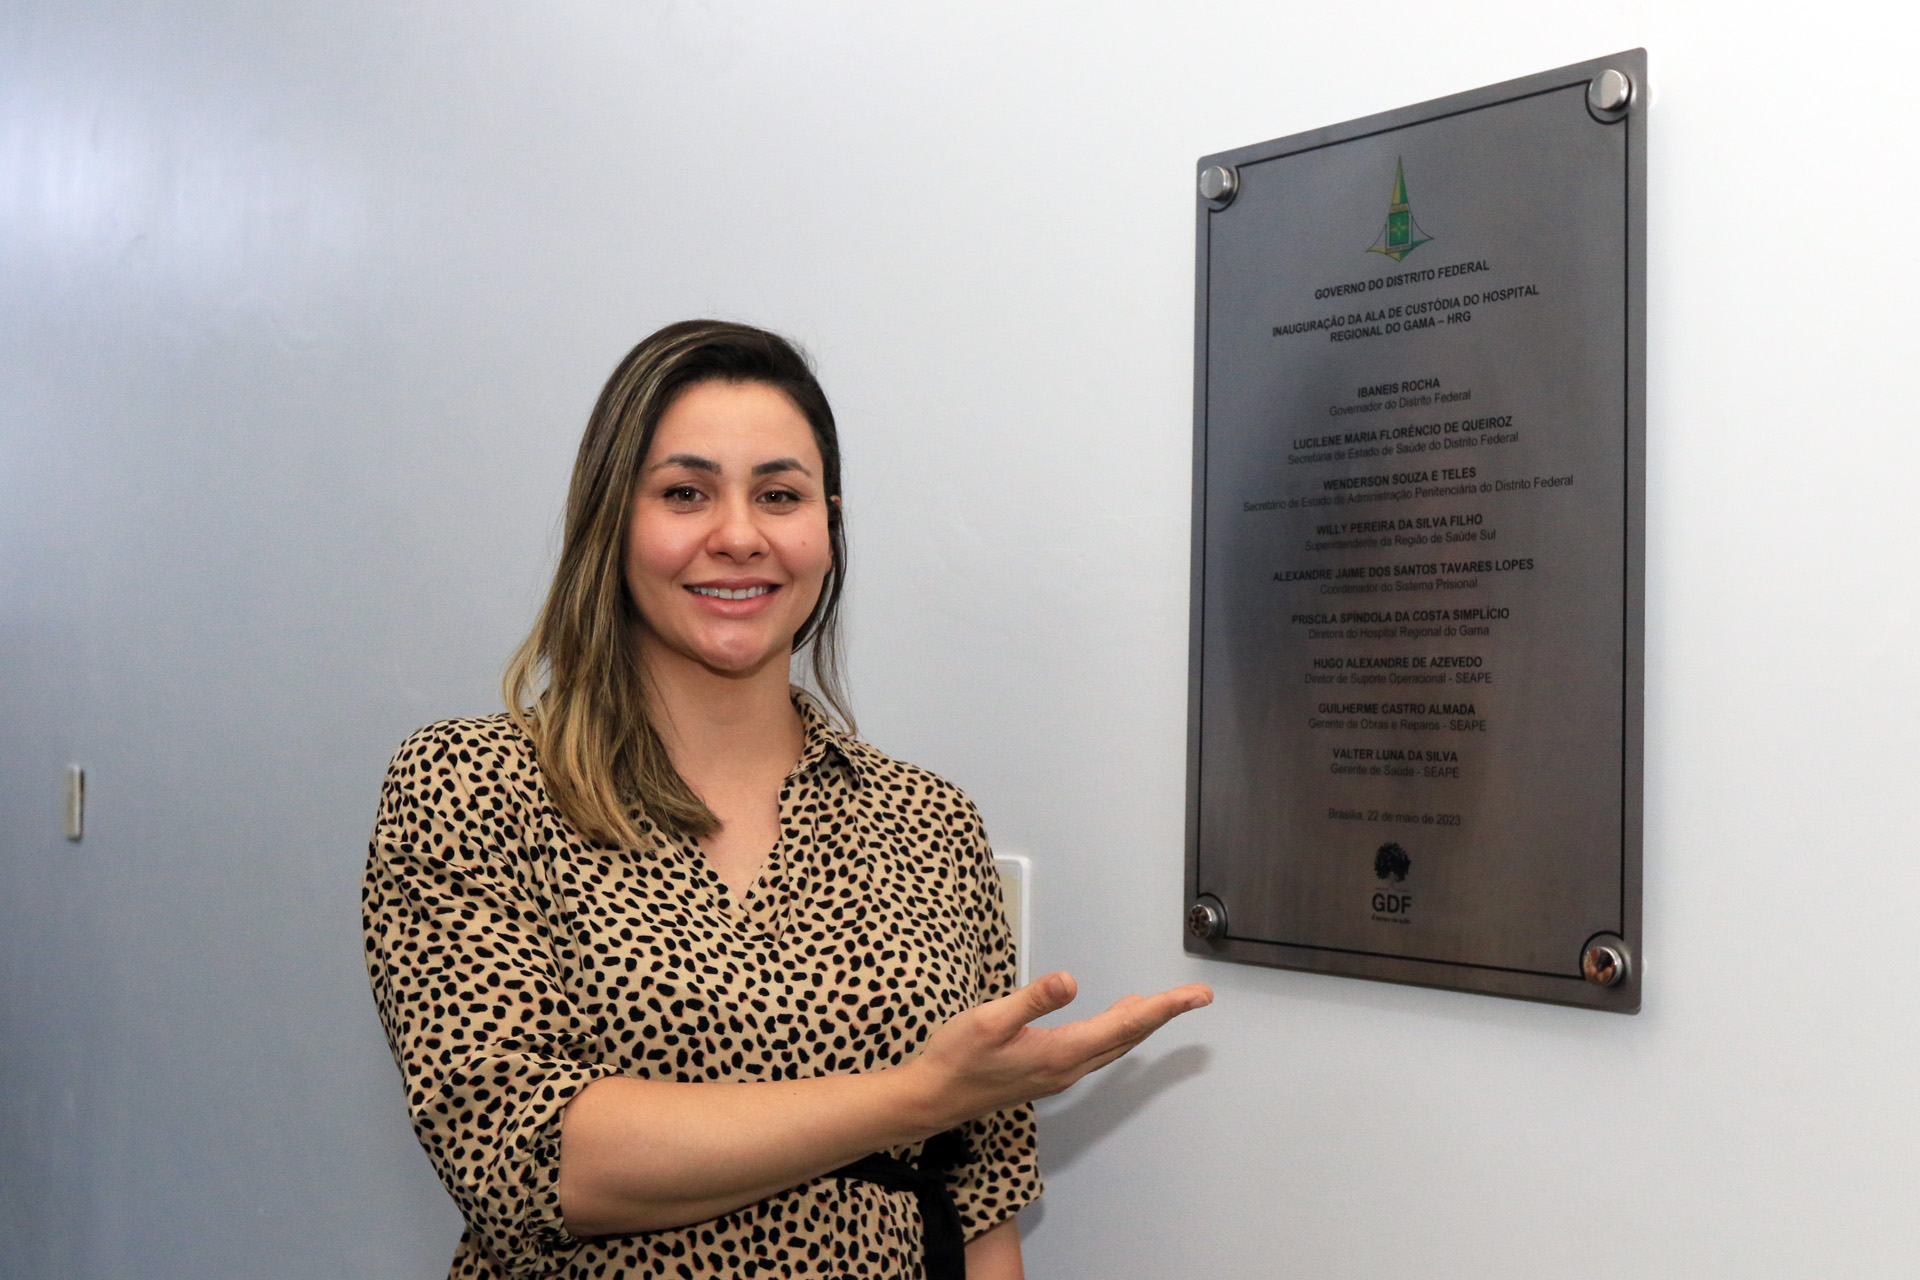 GOVERNO DO DISTRITO FEDERAL
INAUGURAÇÃO DA ALA DE CUSTÓDIA DO HOSPITAL
REGIONAL DO GAMA – HRG
IBANEIS ROCHA
Governador do Distrito Federal
LUCILENE MARIA FLORÊNCIO DE QUEIROZ
Secretária de Estado de Saúde do Distrito Federal
WENDERSON SOUZA E TELES
Secretário de Estado de Administração Penitenciária do Distrito Federal
WILLY PEREIRA DA SILVA FILHO
Superintendente da Região de Saúde Sul
ALEXANDRE JAIME DOS SANTOS TAVARES LOPES
Coordenador do Sistema Prisional
PRISCILA SPÍNDOLA DA COSTA SIMPLÍCIO
Diretora do Hospital Regional do Gama
HUGO ALEXANDRE DE AZEVEDO
Diretor de Suporte Operacional - SEAPE
GUILHERME CASTRO ALMADA
Gerente de Obras e Reparos - SEAPE
VALTER LUNA DA SILVA
Gerente de Saúde - SEAPE
Brasília, 22 de maio de 2023
GDF